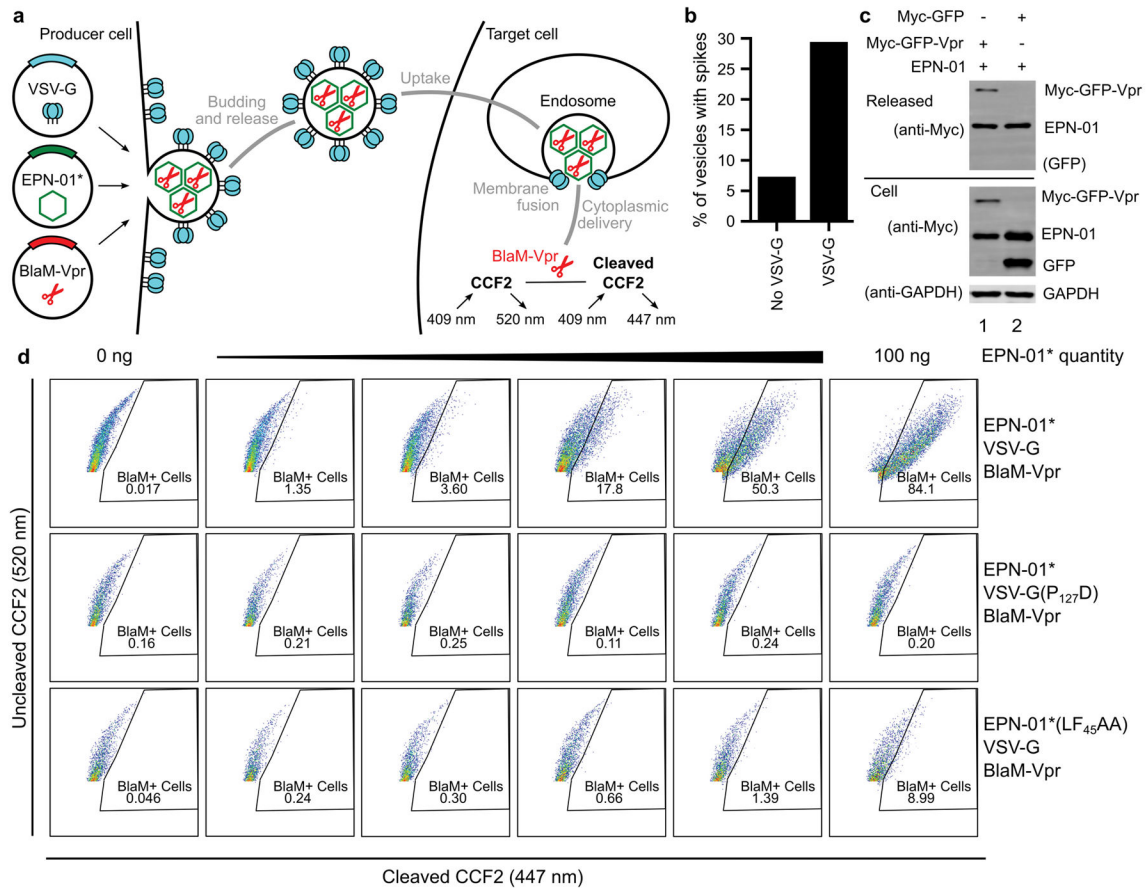 a
Producer cell
VSV-G
EPN-01*
BlaM-Vpr
Budding
and release
Uptake
Target cell
Endosome
Membrane
fusion
Cytoplasmic
delivery
BlaM-Vpr
CCF2
Cleaved
CCF2
409 nm
520 nm
409 nm
447 nm
b
% of vesicles with spikes
35
30
25
20
15
10
5
0
No VSV-G
VSV-G
c
Myc-GFP - +
Myc-GFP-Vpr + -
EPN-01 + +
Released
(anti-Myc)
Myc-GFP-Vpr
EPN-01
(GFP)
Cell
(anti-Myc)
Myc-GFP-Vpr
EPN-01
GFP
(anti-GAPDH)
GAPDH
1 2
d
0 ng
100 ng
EPN-01* quantity
Uncleaved CCF2 (520 nm)
BlaM+ Cells
0.017
BlaM+ Cells
1.35
BlaM+ Cells
3.60
BlaM+ Cells
17.8
BlaM+ Cells
50.3
BlaM+ Cells
84.1
EPN-01*
VSV-G
BlaM-Vpr
BlaM+ Cells
0.16
BlaM+ Cells
0.21
BlaM+ Cells
0.25
BlaM+ Cells
0.11
BlaM+ Cells
0.24
BlaM+ Cells
0.20
EPN-01*
VSV-G(P127D)
BlaM-Vpr
BlaM+ Cells
0.046
BlaM+ Cells
0.24
BlaM+ Cells
0.30
BlaM+ Cells
0.66
BlaM+ Cells
1.39
BlaM+ Cells
8.99
EPN-01*(LF45AA)
VSV-G
BlaM-Vpr
Cleaved CCF2 (447 nm)